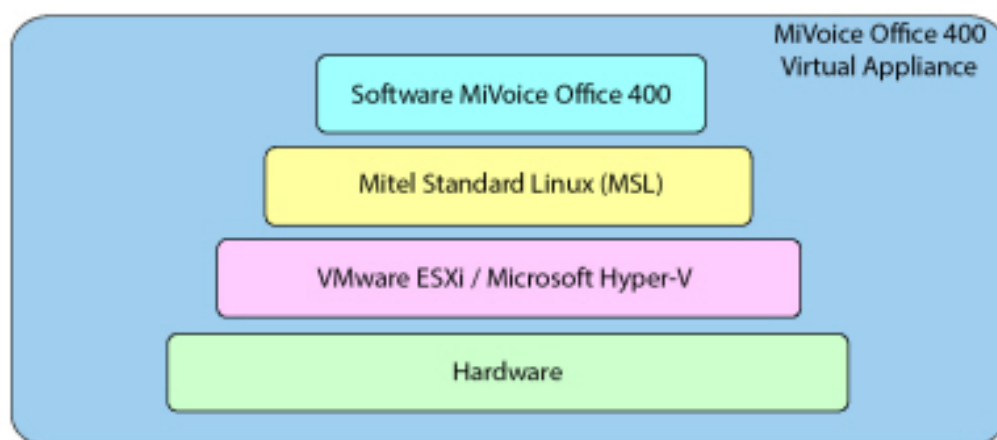 MiVoice Office 400
Virtual Appliance
Software MiVoice Office 400
Mitel Standard Linux (MSL)
VMware ESXi / Microsoft Hyper-V
Hardware